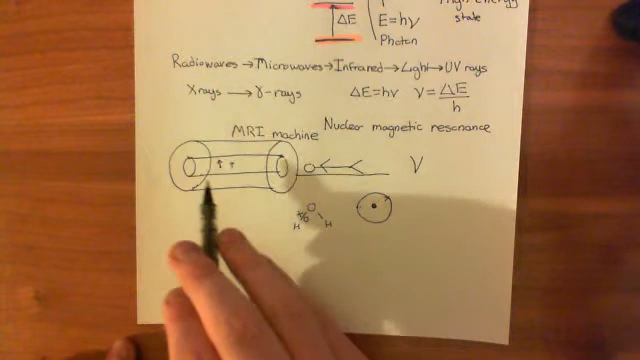 High energy
state
ΔE
E=hν
Photon
Radiowaves → Microwaves → Infrared → Light → UV rays
Xrays → γ-rays ΔE=hν ν = ΔE/h
MRI machine Nuclear magnetic resonance
ν
O
H H